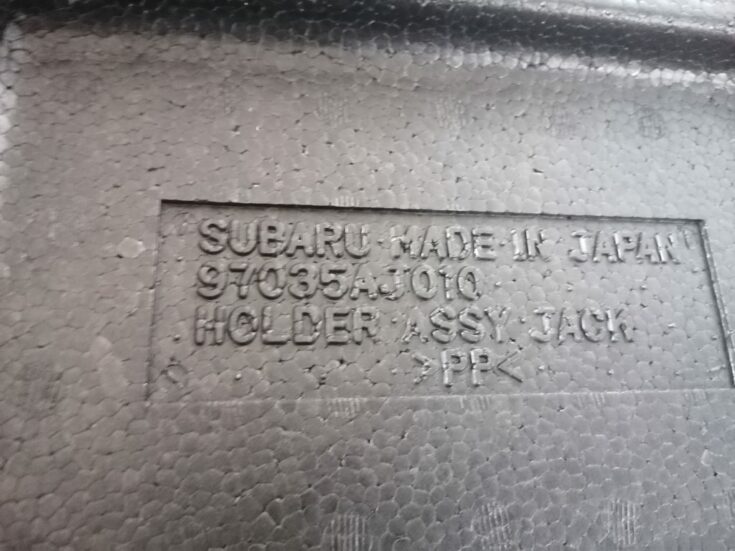 SUBARU MADE IN JAPAN
97035AJ010
HOLDER ASSY JACK
>PP<